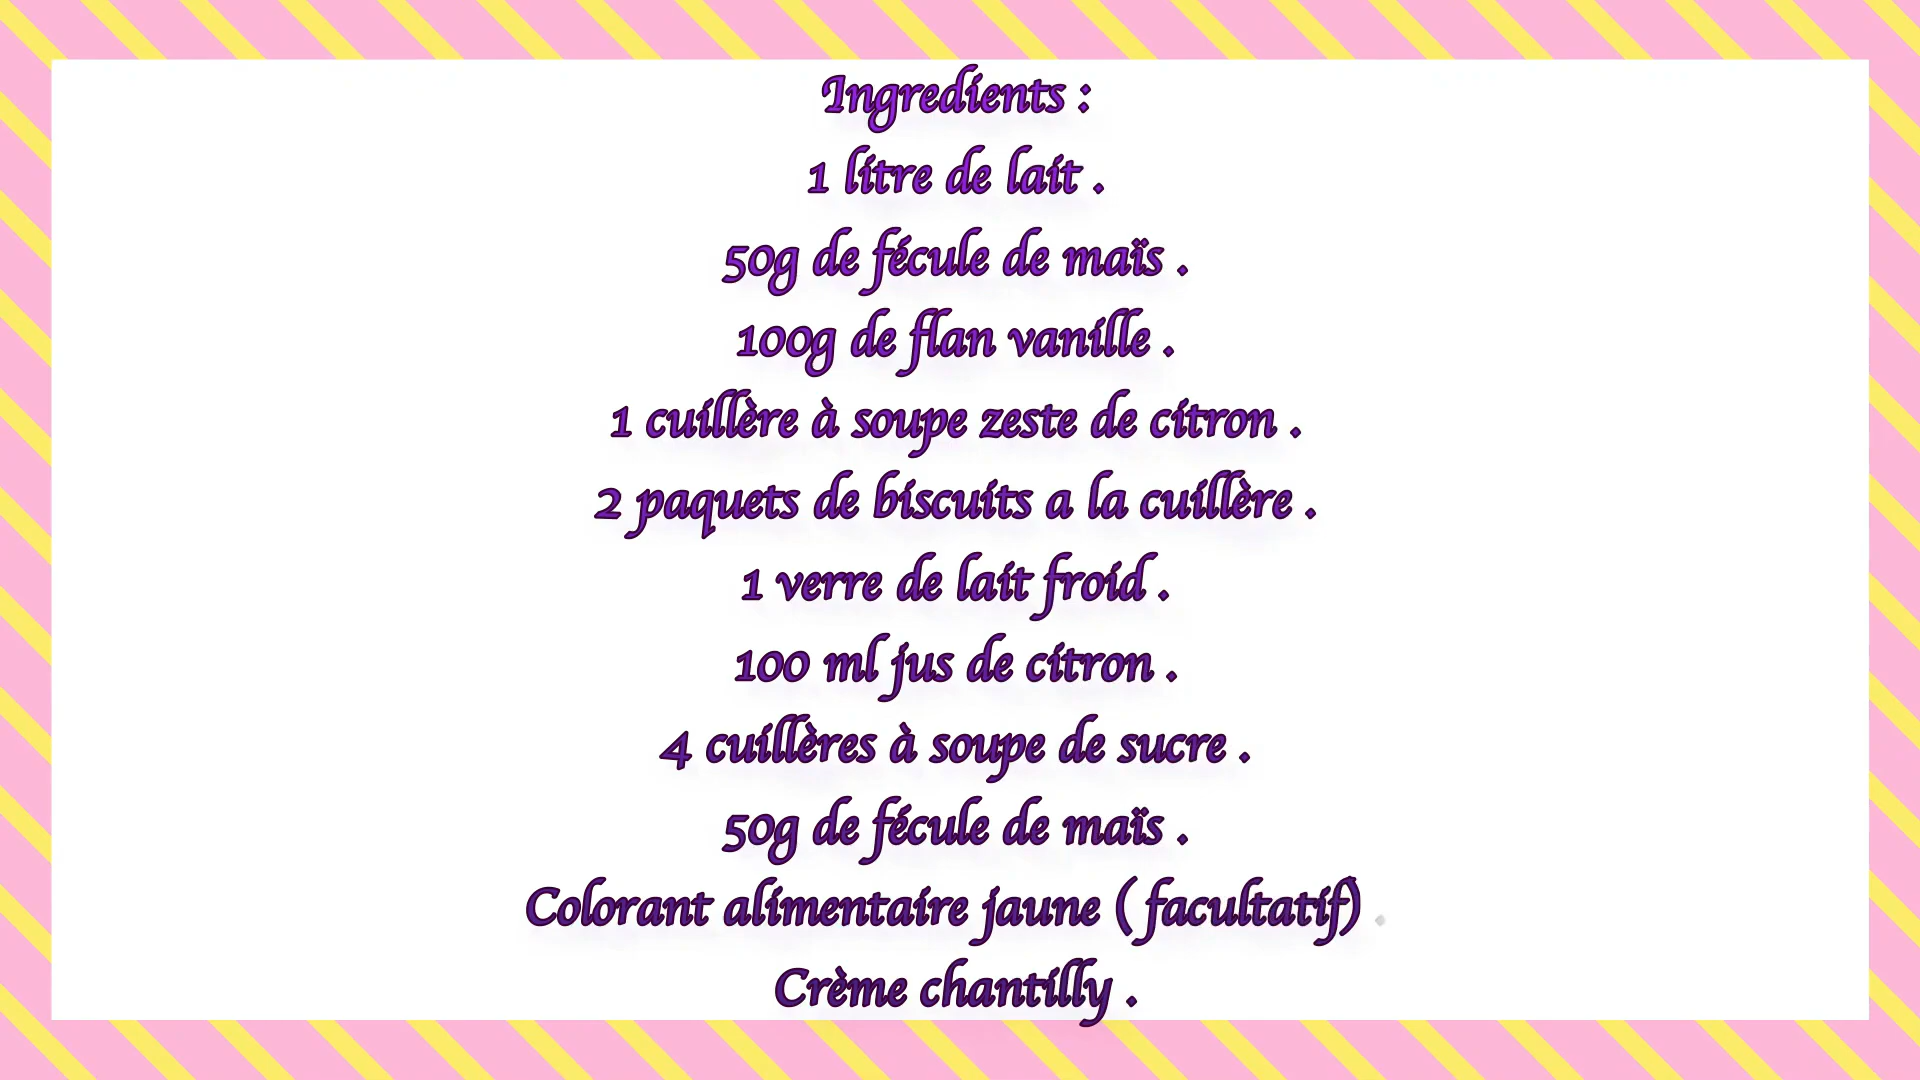 Ingredients :
1 litre de lait .
50g de fécule de maïs .
100g de flan vanille .
1 cuillère à soupe zeste de citron .
2 paquets de biscuits a la cuillère .
1 verre de lait froid .
100 ml jus de citron .
4 cuillères à soupe de sucre .
50g de fécule de maïs .
Colorant alimentaire jaune ( facultatif) .
Crème chantilly .